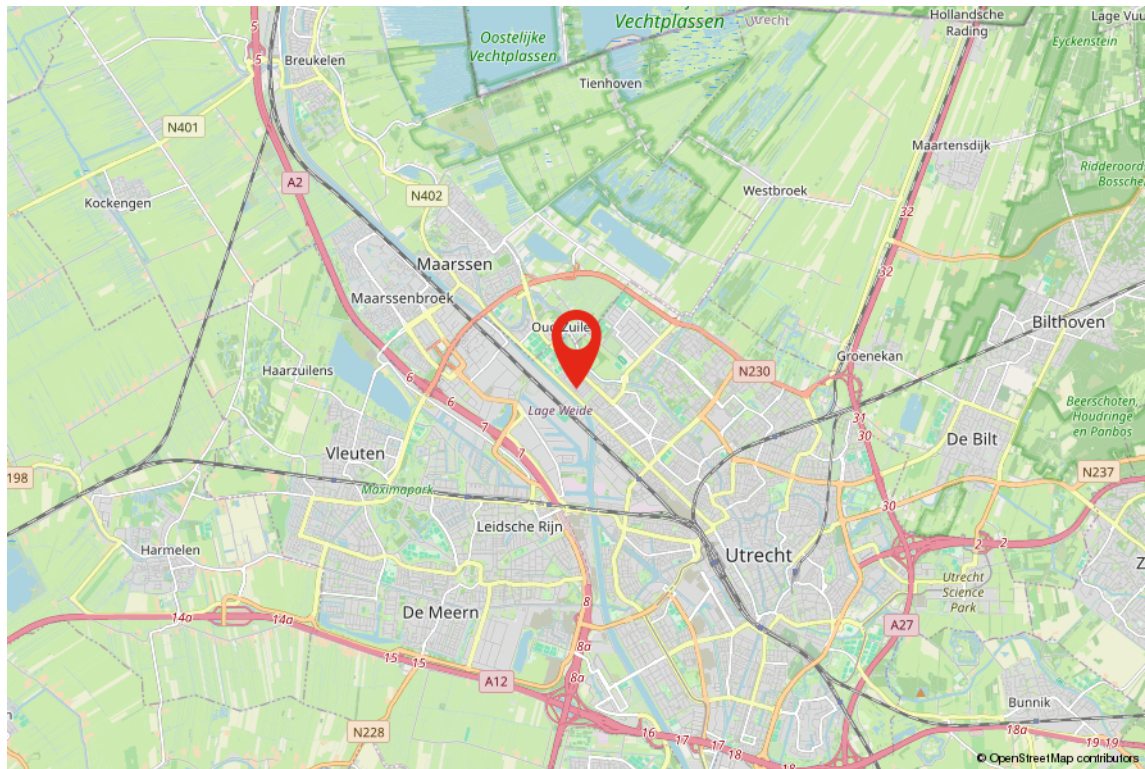 Vechtplassen
Utrecht
Hollandsche
Rading
Lage Vuu
Oostelijke
Vechtplassen
Eyckenstein
5
5
Breukelen
Tienhoven
N401
Maartensdijk
Ridderoord
Bosschen
A2
N402
Westbroek
Kockengen
32
Maarssen
32
Maarssenbroek
Oud Zuilen
Bilthoven
Groenekan
Haarzuilens
N230
6
6
Lage Weide
7
31
30
Beerschoten,
Houdringe
en Panbos
De Bilt
Vleuten
7
N237
198
Maximapark
30
Leidsche Rijn
2
2
Harmelen
Utrecht
Z
Utrecht
Science
Park
8
De Meern
14a
14a
A27
8a
15
15
8a
A12
Bunnik
N228
16
17
17
18
18
18a
19
19
© OpenStreetMap contributors